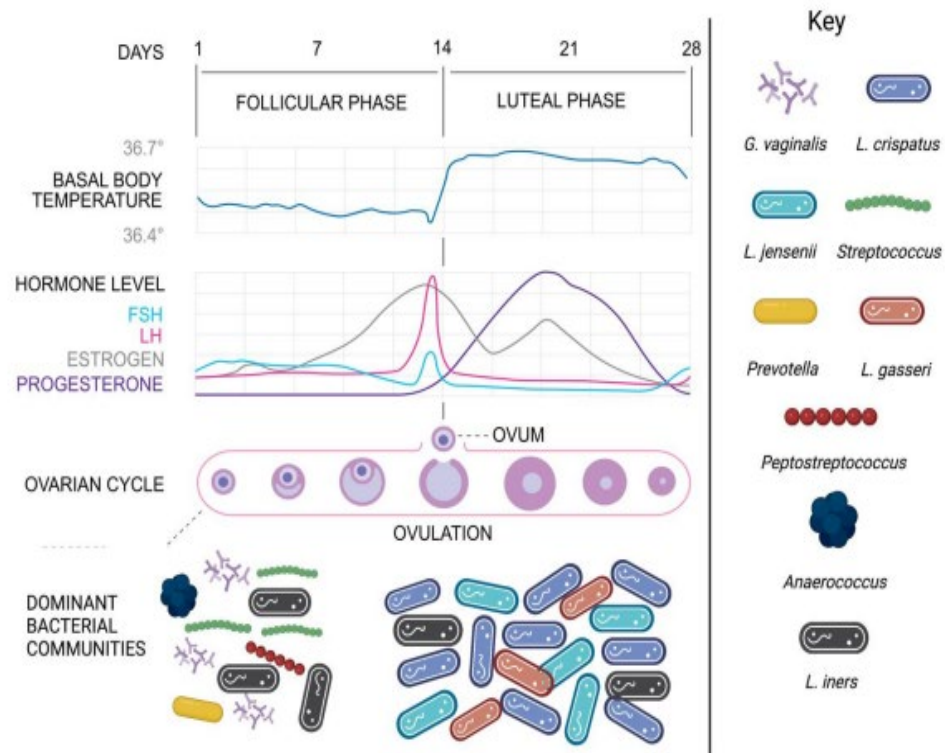 DAYS 1 7 14 21 28
FOLLICULAR PHASE LUTEAL PHASE
36.7°
BASAL BODY
TEMPERATURE
36.4°
HORMONE LEVEL
FSH
LH
ESTROGEN
PROGESTERONE
OVUM
OVARIAN CYCLE
OVULATION
DOMINANT
BACTERIAL
COMMUNITIES
Key
G. vaginalis L. crispatus
L. jensenii Streptococcus
Prevotella L. gasseri
Peptostreptococcus
Anaerococcus
L. iners